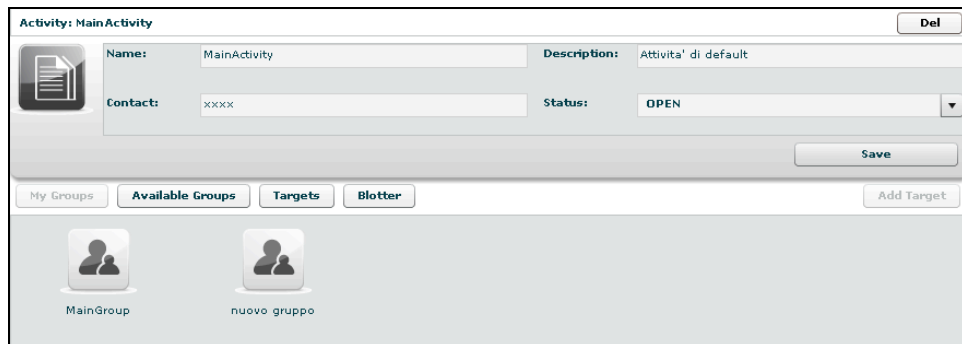 Activity: MainActivity
Del
Name: MainActivity Description: Attivita' di default
Contact: xxxx Status: OPEN
Save
My Groups Available Groups Targets Blotter Add Target
MainGroup nuovo gruppo